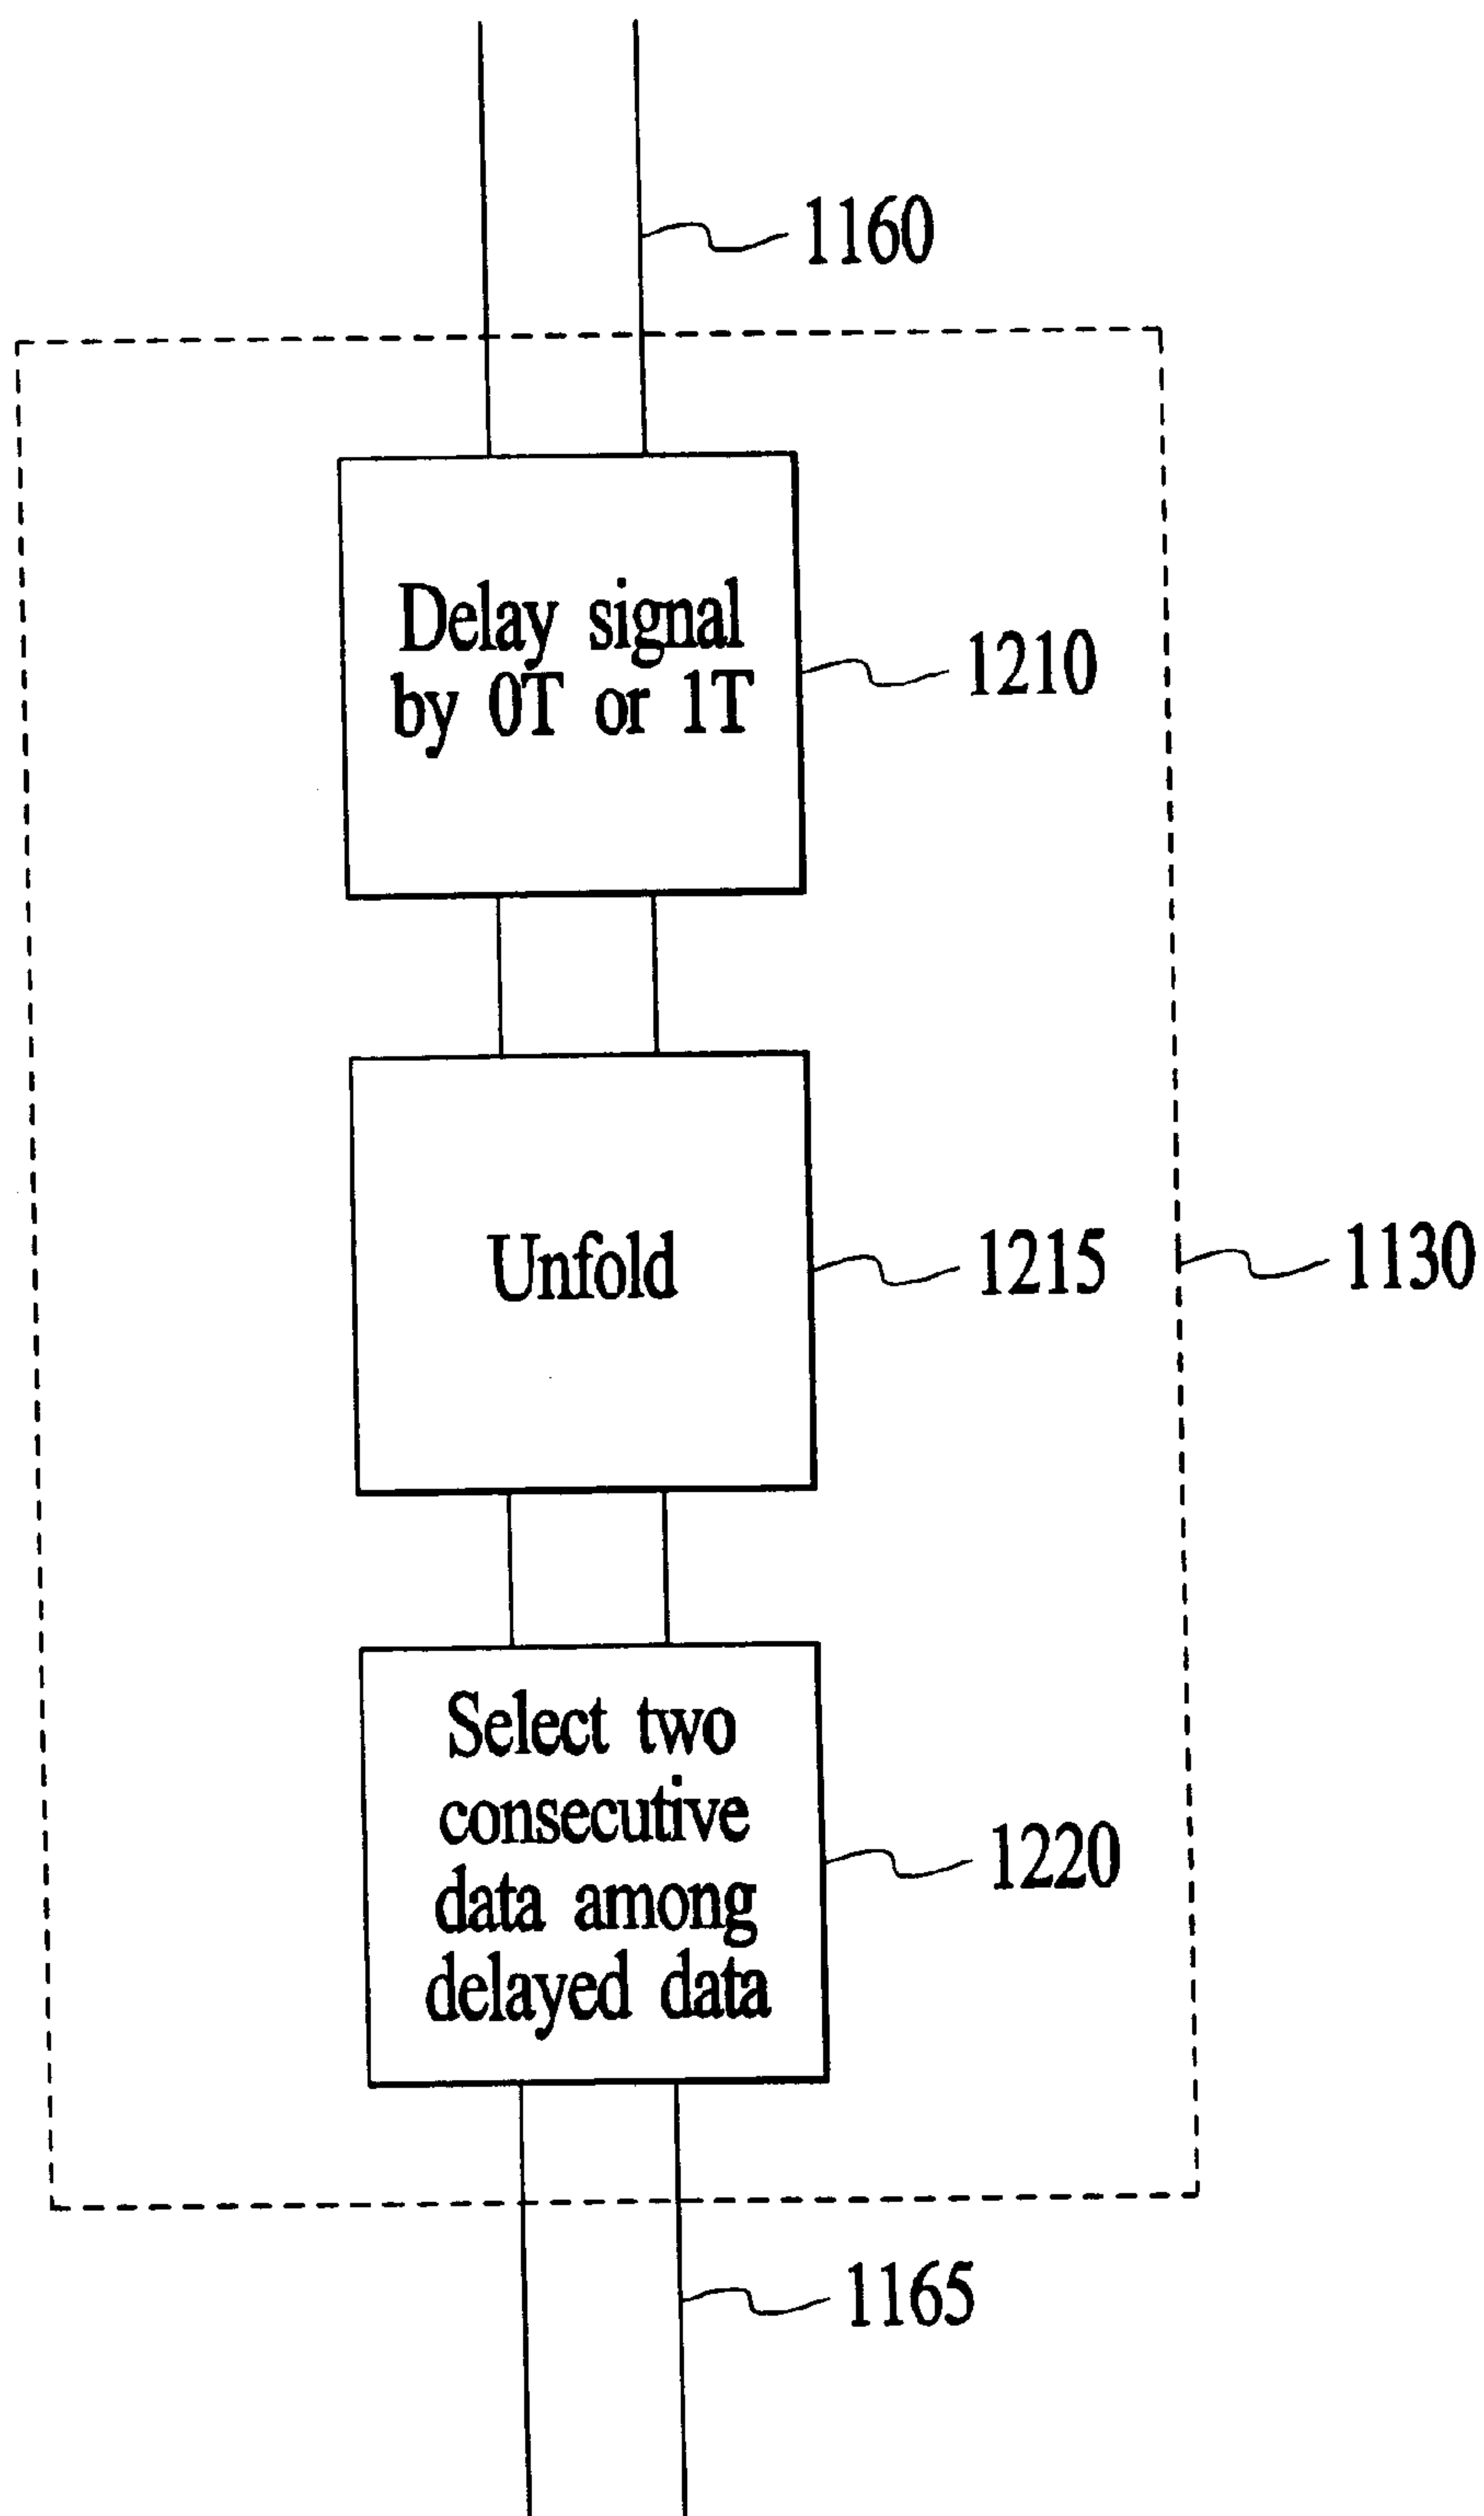 1160
Delay signal
by 0T or 1T
1210
Unfold
1215
1130
Select two
consecutive
data among
delayed data
1220
1165